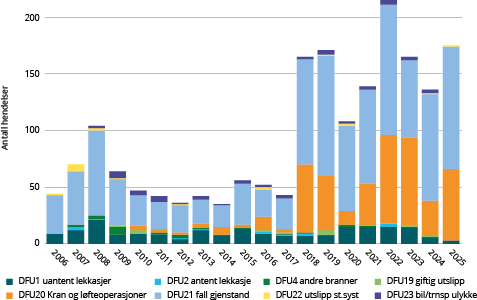 Antall hendelser
200
150
100
50
0
2006 2007 2008 2009 2010 2011 2012 2013 2014 2015 2016 2017 2018 2019 2020 2021 2022 2023 2024 2025
DFU1 uantent lekkasjer DFU2 antent lekkasje DFU4 andre branner DFU19 giftig utslipp
DFU20 Kran og løfteoperasjoner DFU21 fall gjenstand DFU22 utslipp st.syst DFU23 bil/trnsp ulykke